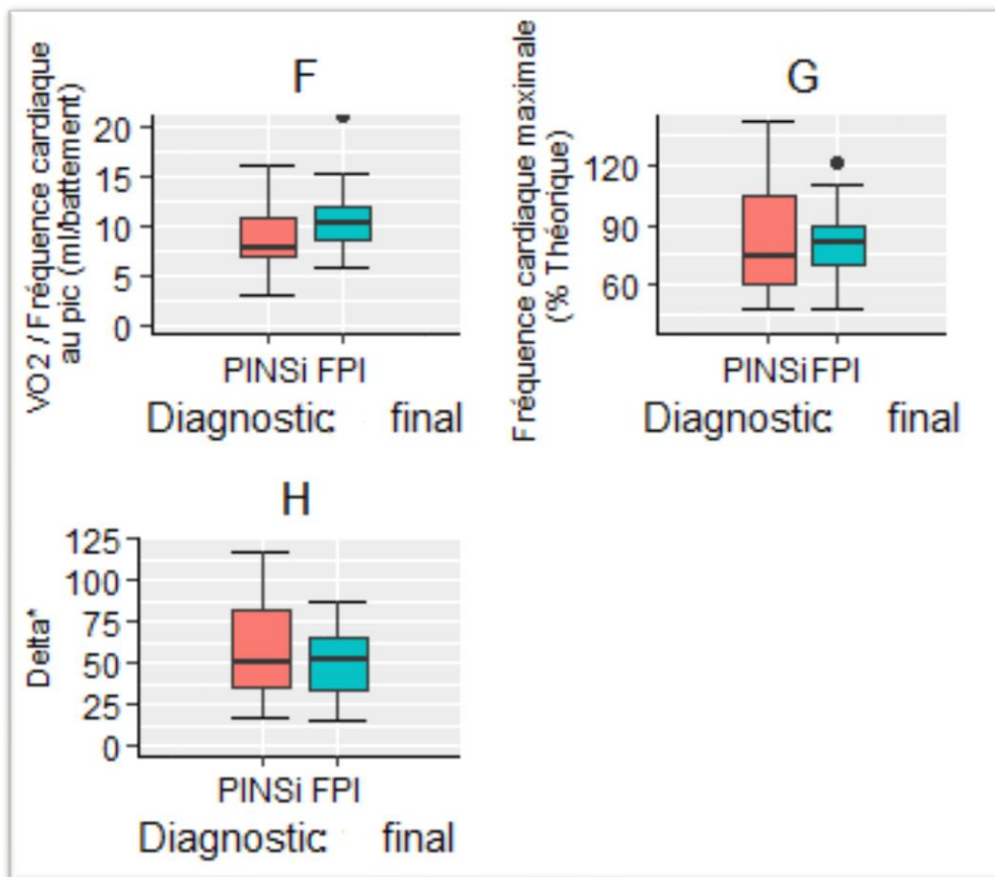 F
VO2 / Fréquence cardiaque
au pic (ml/battement)
20
15
10
5
0
PINSi FPI
Diagnostic: final
G
Fréquence cardiaque maximale
(% Théorique)
120
90
60
PINSi FPI
Diagnostic: final
H
Delta*
125
100
75
50
25
0
PINSi FPI
Diagnostic: final